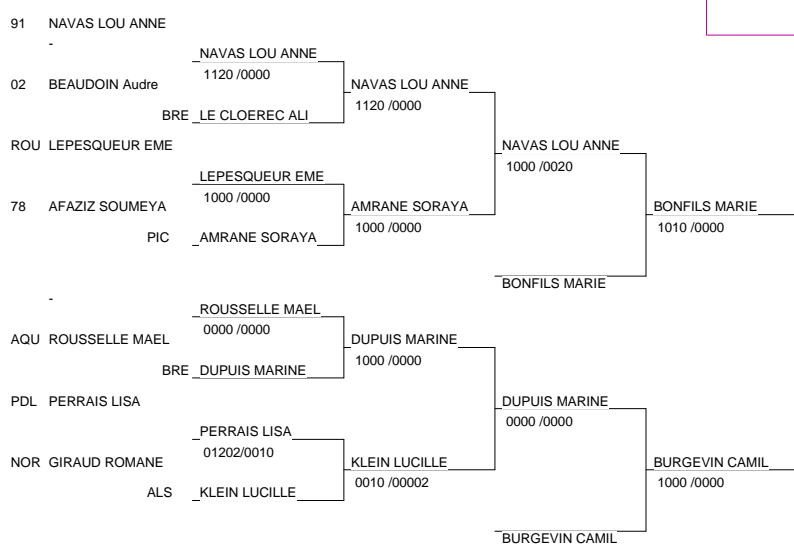 91 NAVAS LOU ANNE
-
NAVAS LOU ANNE
1120 /0000
02 BEAUDOIN Audre
NAVAS LOU ANNE
1120 /0000
BRE LE CLOEREC ALI
ROU LEPESQUEUR EME
NAVAS LOU ANNE
1000 /0020
LEPESQUEUR EME
1000 /0000
78 AFAZIZ SOUMEYA
AMRANE SORAYA
1000 /0000
BONFILS MARIE
1010 /0000
PIC AMRANE SORAYA
BONFILS MARIE
-
ROUSSELLE MAEL
0000 /0000
AQU ROUSSELLE MAEL
DUPUIS MARINE
1000 /0000
BRE DUPUIS MARINE
PDL PERRAIS LISA
DUPUIS MARINE
0000 /0000
PERRAIS LISA
01202/0010
NOR GIRAUD ROMANE
KLEIN LUCILLE
0010 /00002
BURGEVIN CAMIL
1000 /0000
ALS KLEIN LUCILLE
BURGEVIN CAMIL